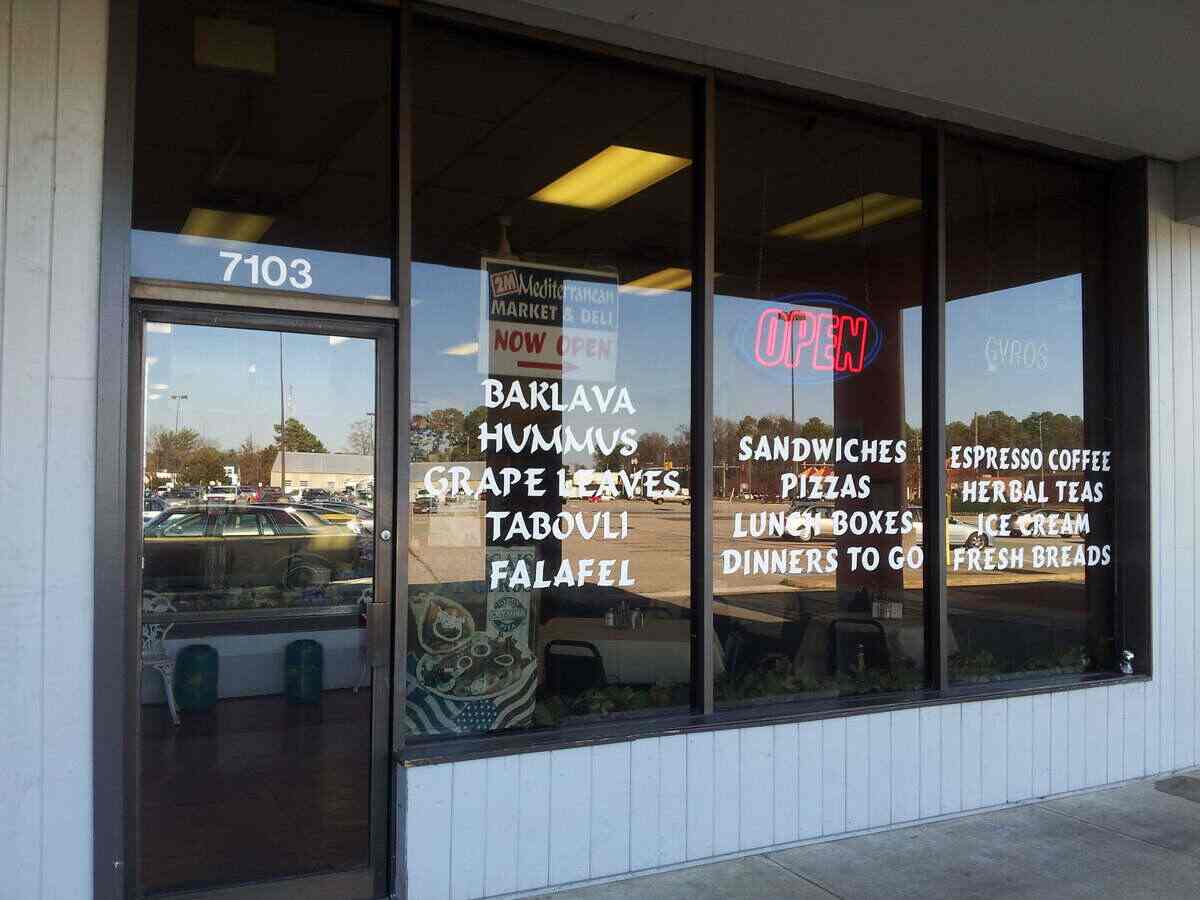 7103
2M Mediterranean
MARKET & DELI
NOW OPEN
BAKLAVA
HUMMUS
GRAPE LEAVES
TABOULI
FALAFEL
OPEN
SANDWICHES
PIZZAS
LUNCH BOXES
DINNERS TO GO
GYROS
ESPRESSO COFFEE
HERBAL TEAS
ICE CREAM
FRESH BREADS